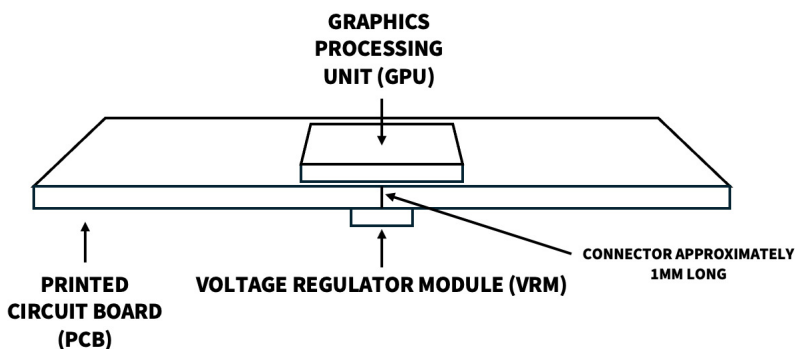 GRAPHICS
PROCESSING
UNIT (GPU)
CONNECTOR APPROXIMATELY
1MM LONG
PRINTED
CIRCUIT BOARD
(PCB)
VOLTAGE REGULATOR MODULE (VRM)